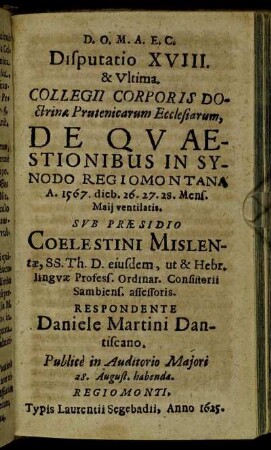 D. O. M. A. E. C.
Disputatio XVIII.
& Vltima.
COLLEGII CORPORIS DO-
ctrinæ Prutenicarum Ecclesiarum,
DE QVAE-
STIONIBUS IN SY-
NODO REGIOMONTANA
A. 1567. dieb. 26. 27. 28. Mens.
Maij ventilatis.
SVB PRÆSIDIO
COELESTINI MISLEN-
tæ, SS. Th. D. eiusdem, ut & Hebr.
linguæ Profess. Ordinar. Consistorii
Sambiens. assessoris.
RESPONDENTE
Daniele Martini Dan-
tiscano.
Publicè in Auditorio Majori
28. August. habenda.
REGIOMONTI,
Typis Laurentii Segebadii, Anno 1625.